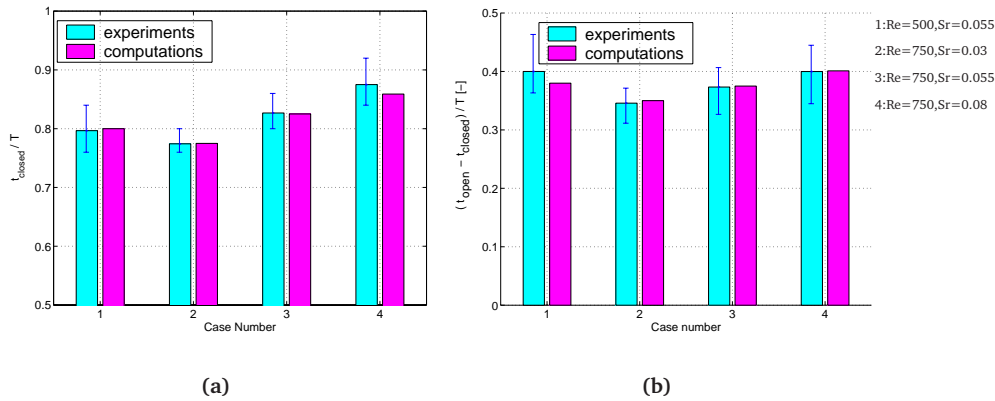 1
0.9
0.8
0.7
0.6
0.5
t_closed / T
experiments
computations
1 2 3 4
Case Number
(a)
0.5
0.4
0.3
0.2
0.1
0
( t_open − t_closed ) / T [−]
experiments
computations
1 2 3 4
Case number
(b)
1:Re=500,Sr=0.055
2:Re=750,Sr=0.03
3:Re=750,Sr=0.055
4:Re=750,Sr=0.08